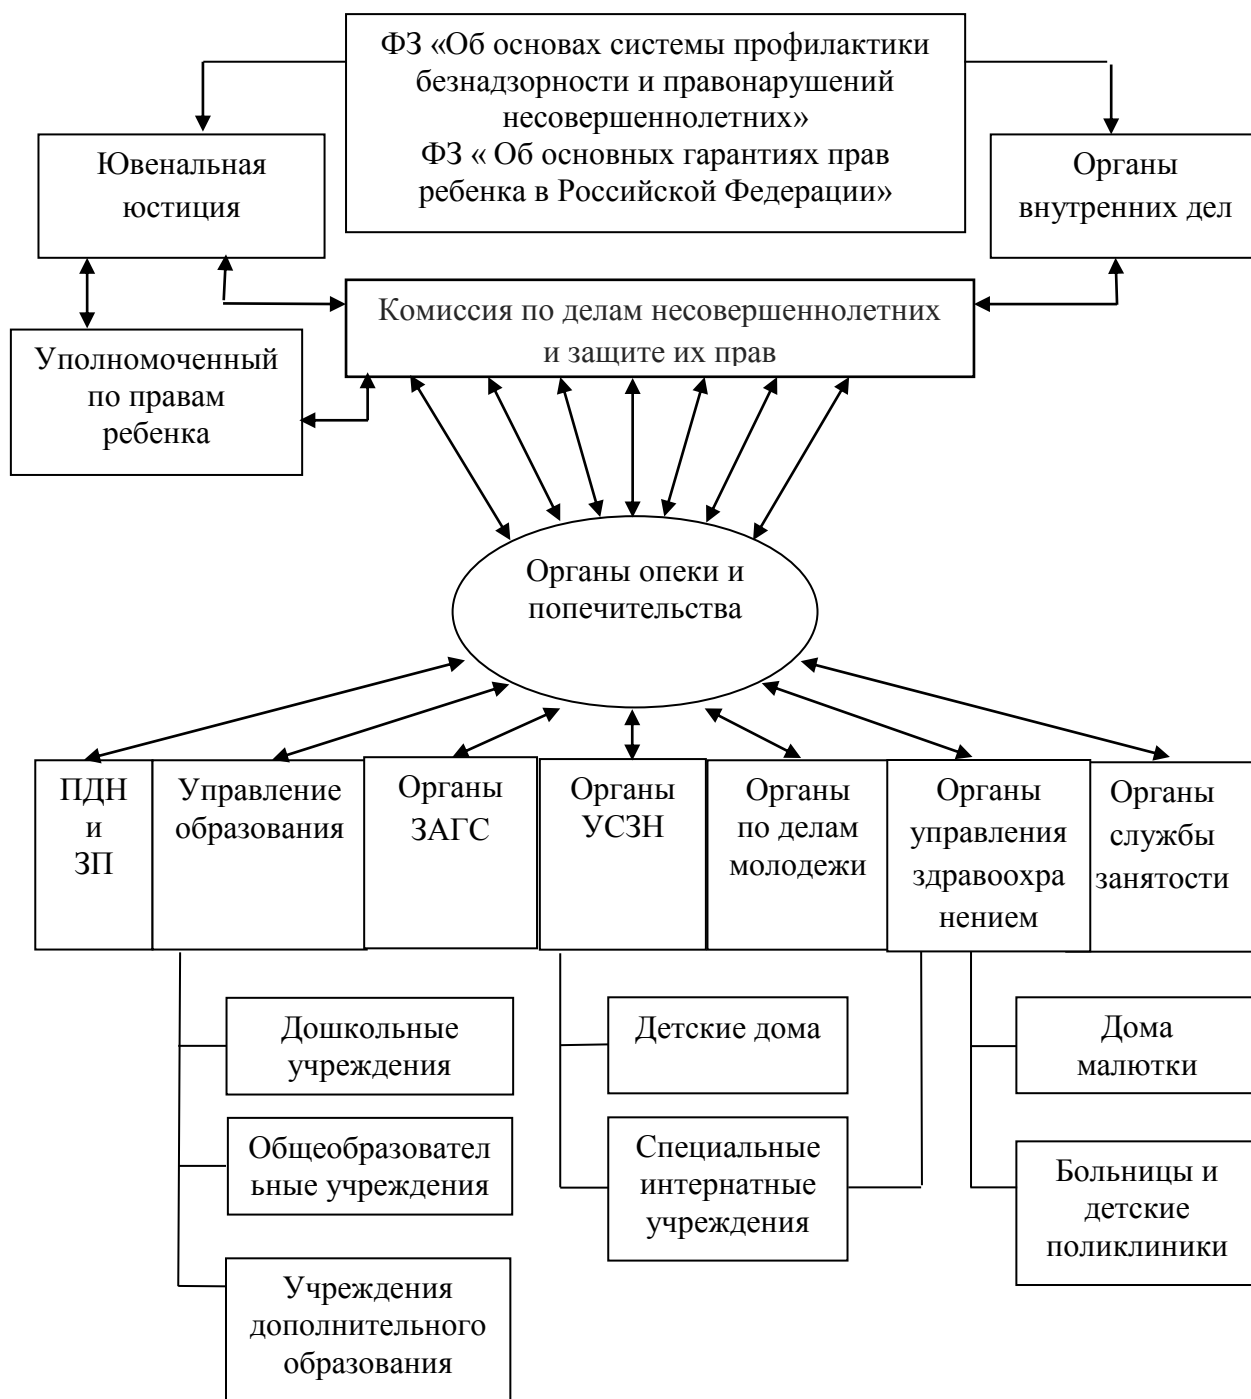 ФЗ «Об основах системы профилактики
безнадзорности и правонарушений
несовершеннолетних»
ФЗ « Об основных гарантиях прав
ребенка в Российской Федерации»
Ювенальная
юстиция
Органы
внутренних дел
Комиссия по делам несовершеннолетних
и защите их прав
Уполномоченный
по правам
ребенка
Органы опеки и
попечительства
ПДН
и
ЗП
Управление
образования
Органы
ЗАГС
Органы
УСЗН
Органы
по делам
молодежи
Органы
управления
здравоохра
нением
Органы
службы
занятости
Дошкольные
учреждения
Детские дома
Дома
малютки
Общеобразовател
ьные учреждения
Специальные
интернатные
учреждения
Больницы и
детские
поликлиники
Учреждения
дополнительного
образования